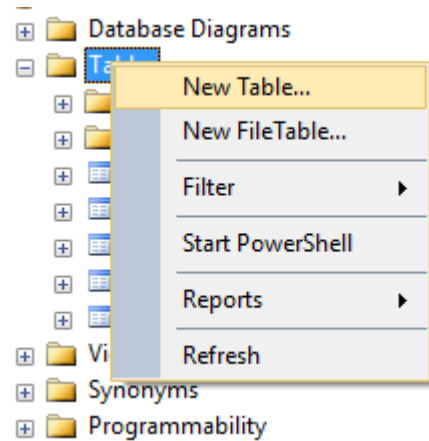 Database Diagrams
New Table...
New FileTable...
Filter
Start PowerShell
Reports
Refresh
Synonyms
Programmability